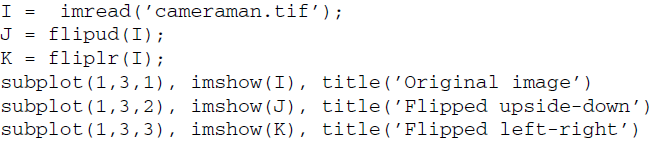 I =  imread(’cameraman.tif’);
J = flipud(I);
K = fliplr(I);
subplot(1,3,1), imshow(I), title(’Original image’)
subplot(1,3,2), imshow(J), title(’Flipped upside-down’)
subplot(1,3,3), imshow(K), title(’Flipped left-right’)